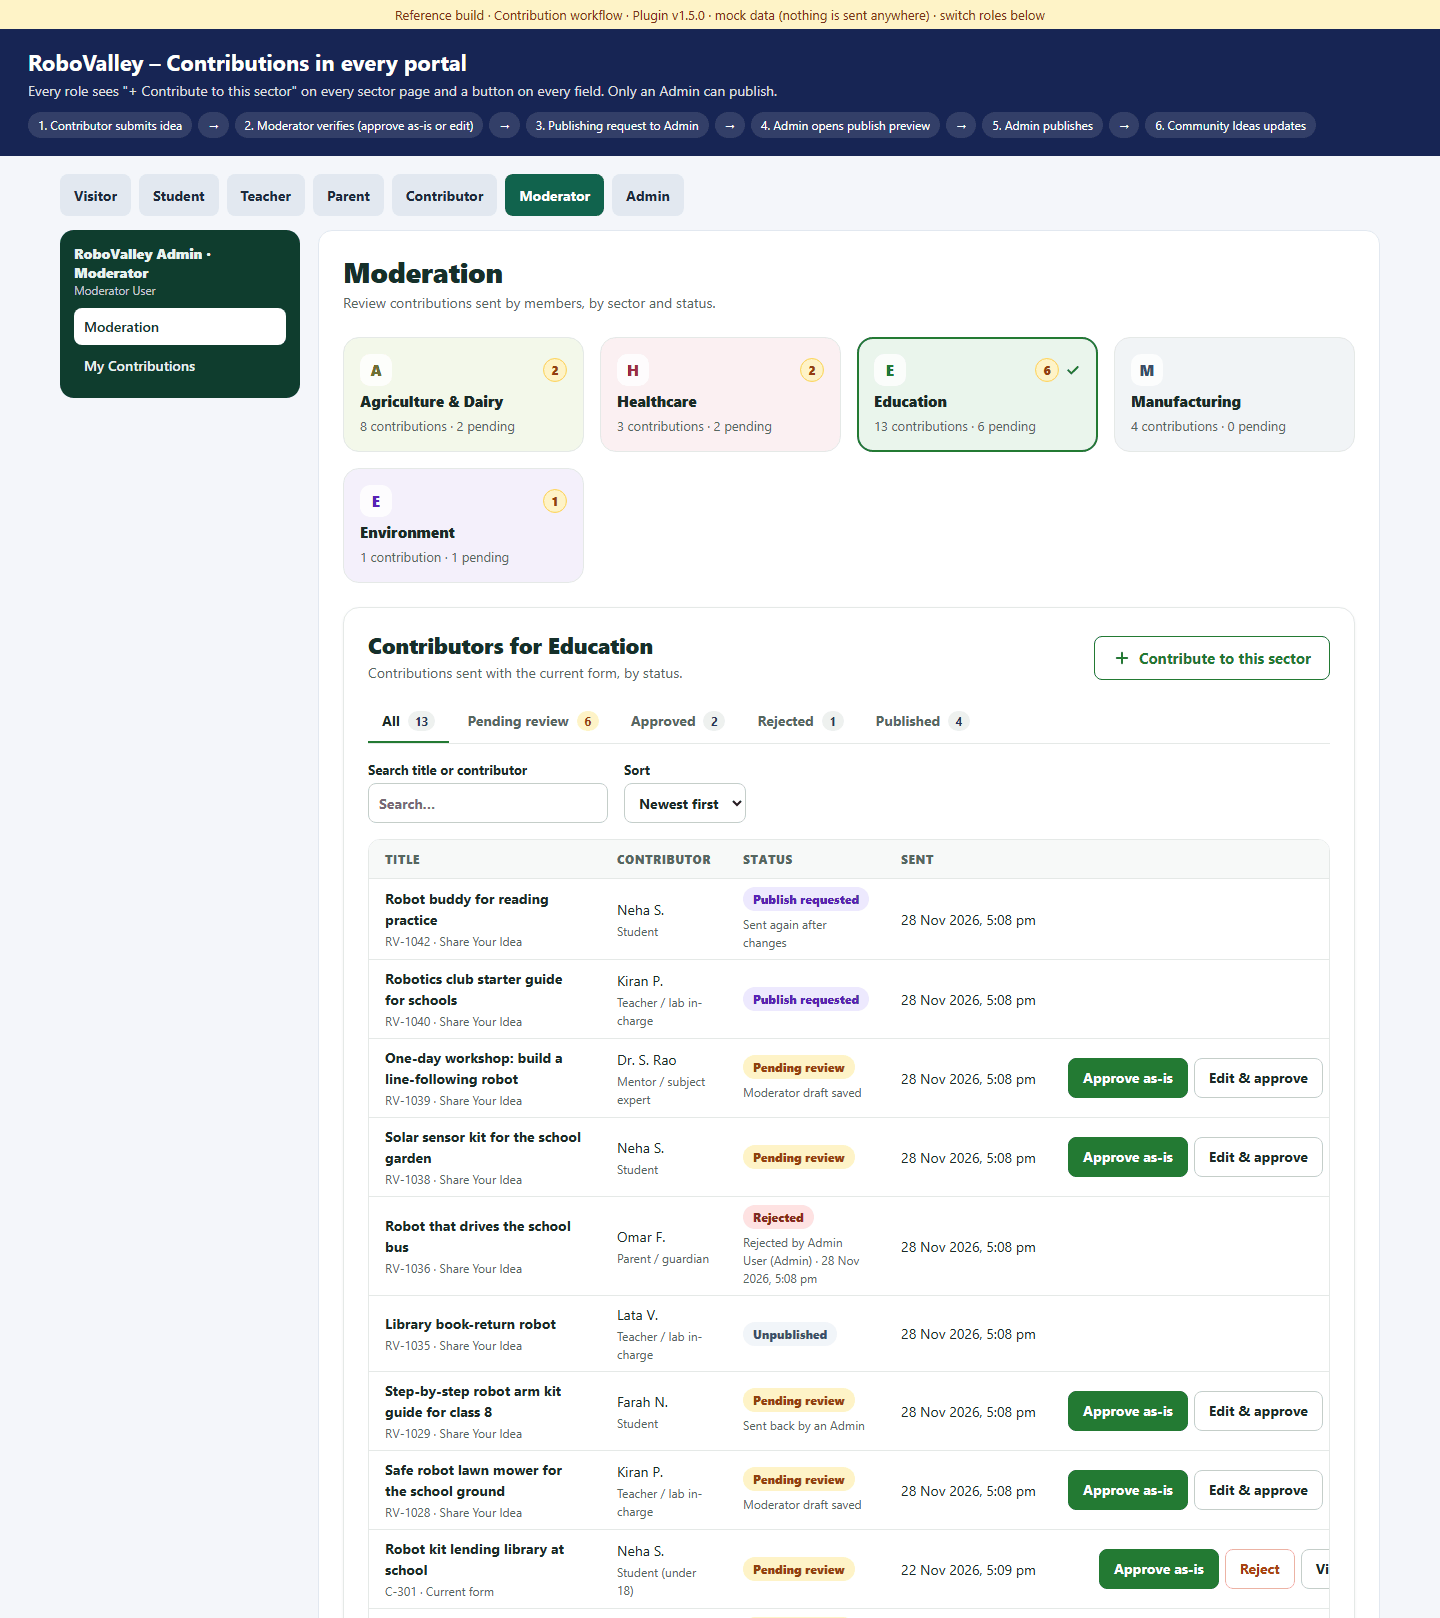 Reference build · Contribution workflow · Plugin v1.5.0 · mock data (nothing is sent anywhere) · switch roles below
RoboValley – Contributions in every portal
Every role sees "+ Contribute to this sector" on every sector page and a button on every field. Only an Admin can publish.
1. Contributor submits idea → 2. Moderator verifies (approve as-is or edit) → 3. Publishing request to Admin → 4. Admin opens publish preview → 5. Admin publishes → 6. Community Ideas updates
Visitor Student Teacher Parent Contributor Moderator Admin
RoboValley Admin ·
Moderator
Moderator User
Moderation
My Contributions
Moderation
Review contributions sent by members, by sector and status.
A 2
Agriculture & Dairy
8 contributions · 2 pending
H 2
Healthcare
3 contributions · 2 pending
E 6 ✓
Education
13 contributions · 6 pending
M
Manufacturing
4 contributions · 0 pending
E 1
Environment
1 contribution · 1 pending
Contributors for Education
Contributions sent with the current form, by status.
+ Contribute to this sector
All 13 Pending review 6 Approved 2 Rejected 1 Published 4
Search title or contributor Sort
Search... Newest first
TITLE CONTRIBUTOR STATUS SENT
Robot buddy for reading
practice
RV-1042 · Share Your Idea
Neha S.
Student
Publish requested
Sent again after
changes
28 Nov 2026, 5:08 pm
Robotics club starter guide
for schools
RV-1040 · Share Your Idea
Kiran P.
Teacher / lab in-
charge
Publish requested
28 Nov 2026, 5:08 pm
One-day workshop: build a
line-following robot
RV-1039 · Share Your Idea
Dr. S. Rao
Mentor / subject
expert
Pending review
Moderator draft saved
28 Nov 2026, 5:08 pm
Approve as-is Edit & approve
Solar sensor kit for the school
garden
RV-1038 · Share Your Idea
Neha S.
Student
Pending review
28 Nov 2026, 5:08 pm
Approve as-is Edit & approve
Robot that drives the school
bus
RV-1036 · Share Your Idea
Omar F.
Parent / guardian
Rejected
Rejected by Admin
User (Admin) · 28 Nov
2026, 5:08 pm
28 Nov 2026, 5:08 pm
Library book-return robot
RV-1035 · Share Your Idea
Lata V.
Teacher / lab in-
charge
Unpublished
28 Nov 2026, 5:08 pm
Step-by-step robot arm kit
guide for class 8
RV-1029 · Share Your Idea
Farah N.
Student
Pending review
Sent back by an Admin
28 Nov 2026, 5:08 pm
Approve as-is Edit & approve
Safe robot lawn mower for
the school ground
RV-1028 · Share Your Idea
Kiran P.
Teacher / lab in-
charge
Pending review
Moderator draft saved
28 Nov 2026, 5:08 pm
Approve as-is Edit & approve
Robot kit lending library at
school
C-301 · Current form
Neha S.
Student (under
18)
Pending review
22 Nov 2026, 5:09 pm
Approve as-is Reject